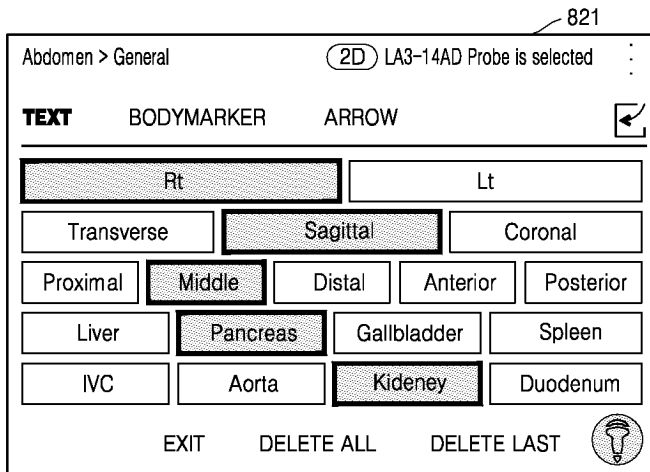 821
Abdomen > General 2D LA3-14AD Probe is selected
TEXT BODYMARKER ARROW
Rt Lt
Transverse Sagittal Coronal
Proximal Middle Distal Anterior Posterior
Liver Pancreas Gallbladder Spleen
IVC Aorta Kideney Duodenum
EXIT DELETE ALL DELETE LAST